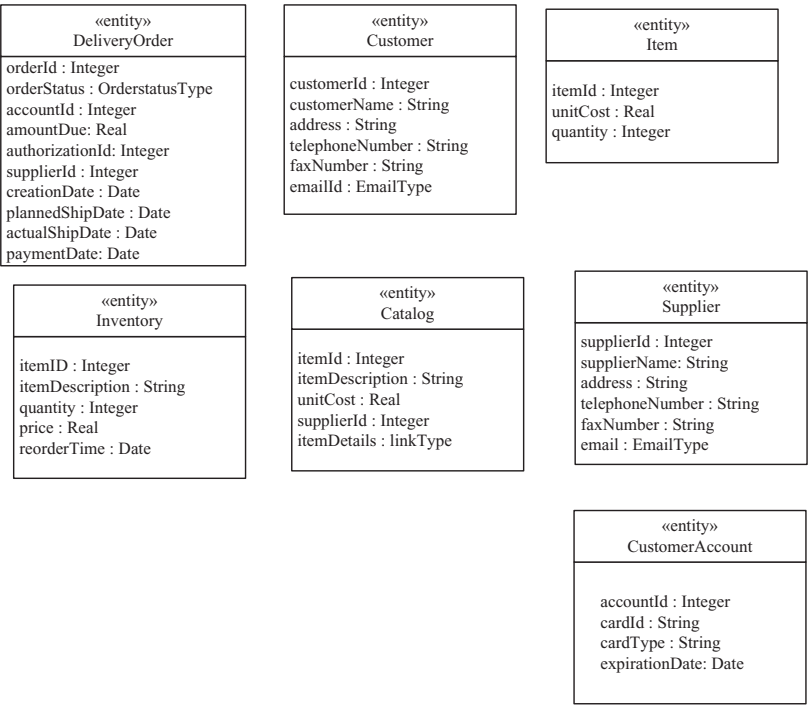 «entity»
DeliveryOrder
orderId : Integer
orderStatus : OrderstatusType
accountId : Integer
amountDue: Real
authorizationId: Integer
supplierId : Integer
creationDate : Date
plannedShipDate : Date
actualShipDate : Date
paymentDate: Date
«entity»
Customer
customerId : Integer
customerName : String
address : String
telephoneNumber : String
faxNumber : String
emailId : EmailType
«entity»
Item
itemId : Integer
unitCost : Real
quantity : Integer
«entity»
Inventory
itemID : Integer
itemDescription : String
quantity : Integer
price : Real
reorderTime : Date
«entity»
Catalog
itemId : Integer
itemDescription : String
unitCost : Real
supplierId : Integer
itemDetails : linkType
«entity»
Supplier
supplierId : Integer
supplierName: String
address : String
telephoneNumber : String
faxNumber : String
email : EmailType
«entity»
CustomerAccount
accountId : Integer
cardId : String
cardType : String
expirationDate: Date